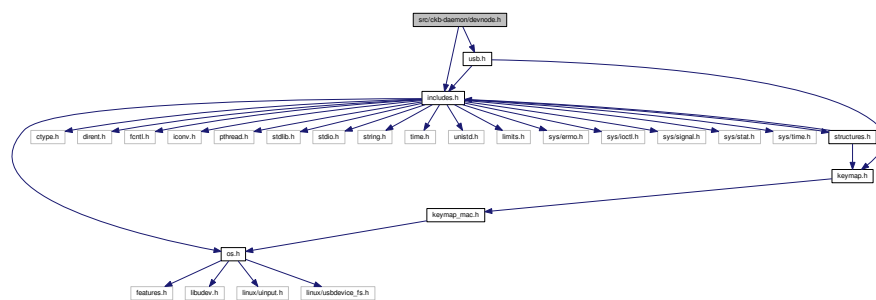 src/ckb-daemon/devnode.h
usb.h
includes.h
ctype.h
dirent.h
fcntl.h
iconv.h
pthread.h
stdlib.h
stdio.h
string.h
time.h
unistd.h
limits.h
sys/errno.h
sys/ioctl.h
sys/signal.h
sys/stat.h
sys/time.h
structures.h
keymap.h
keymap_mac.h
os.h
features.h
libudev.h
linux/uinput.h
linux/usbdevice_fs.h